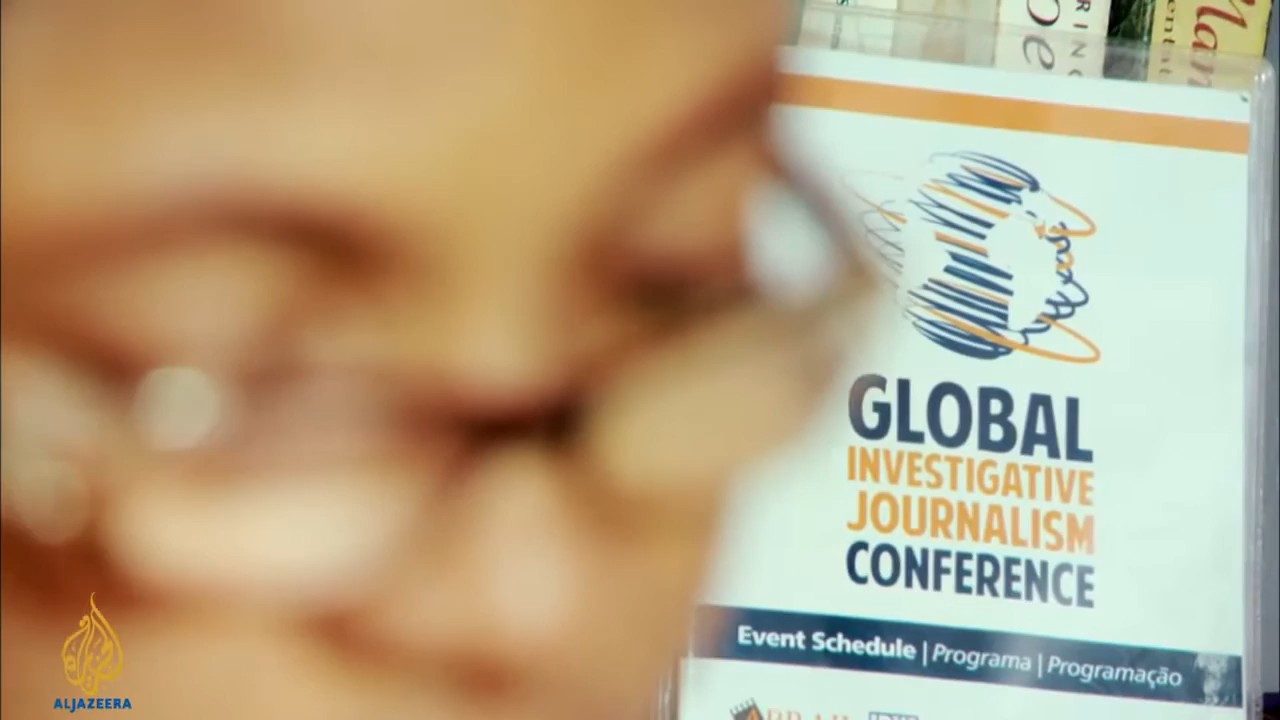 GLOBAL
INVESTIGATIVE
JOURNALISM
CONFERENCE
Event Schedule | Programa | Programação
ALJAZEERA